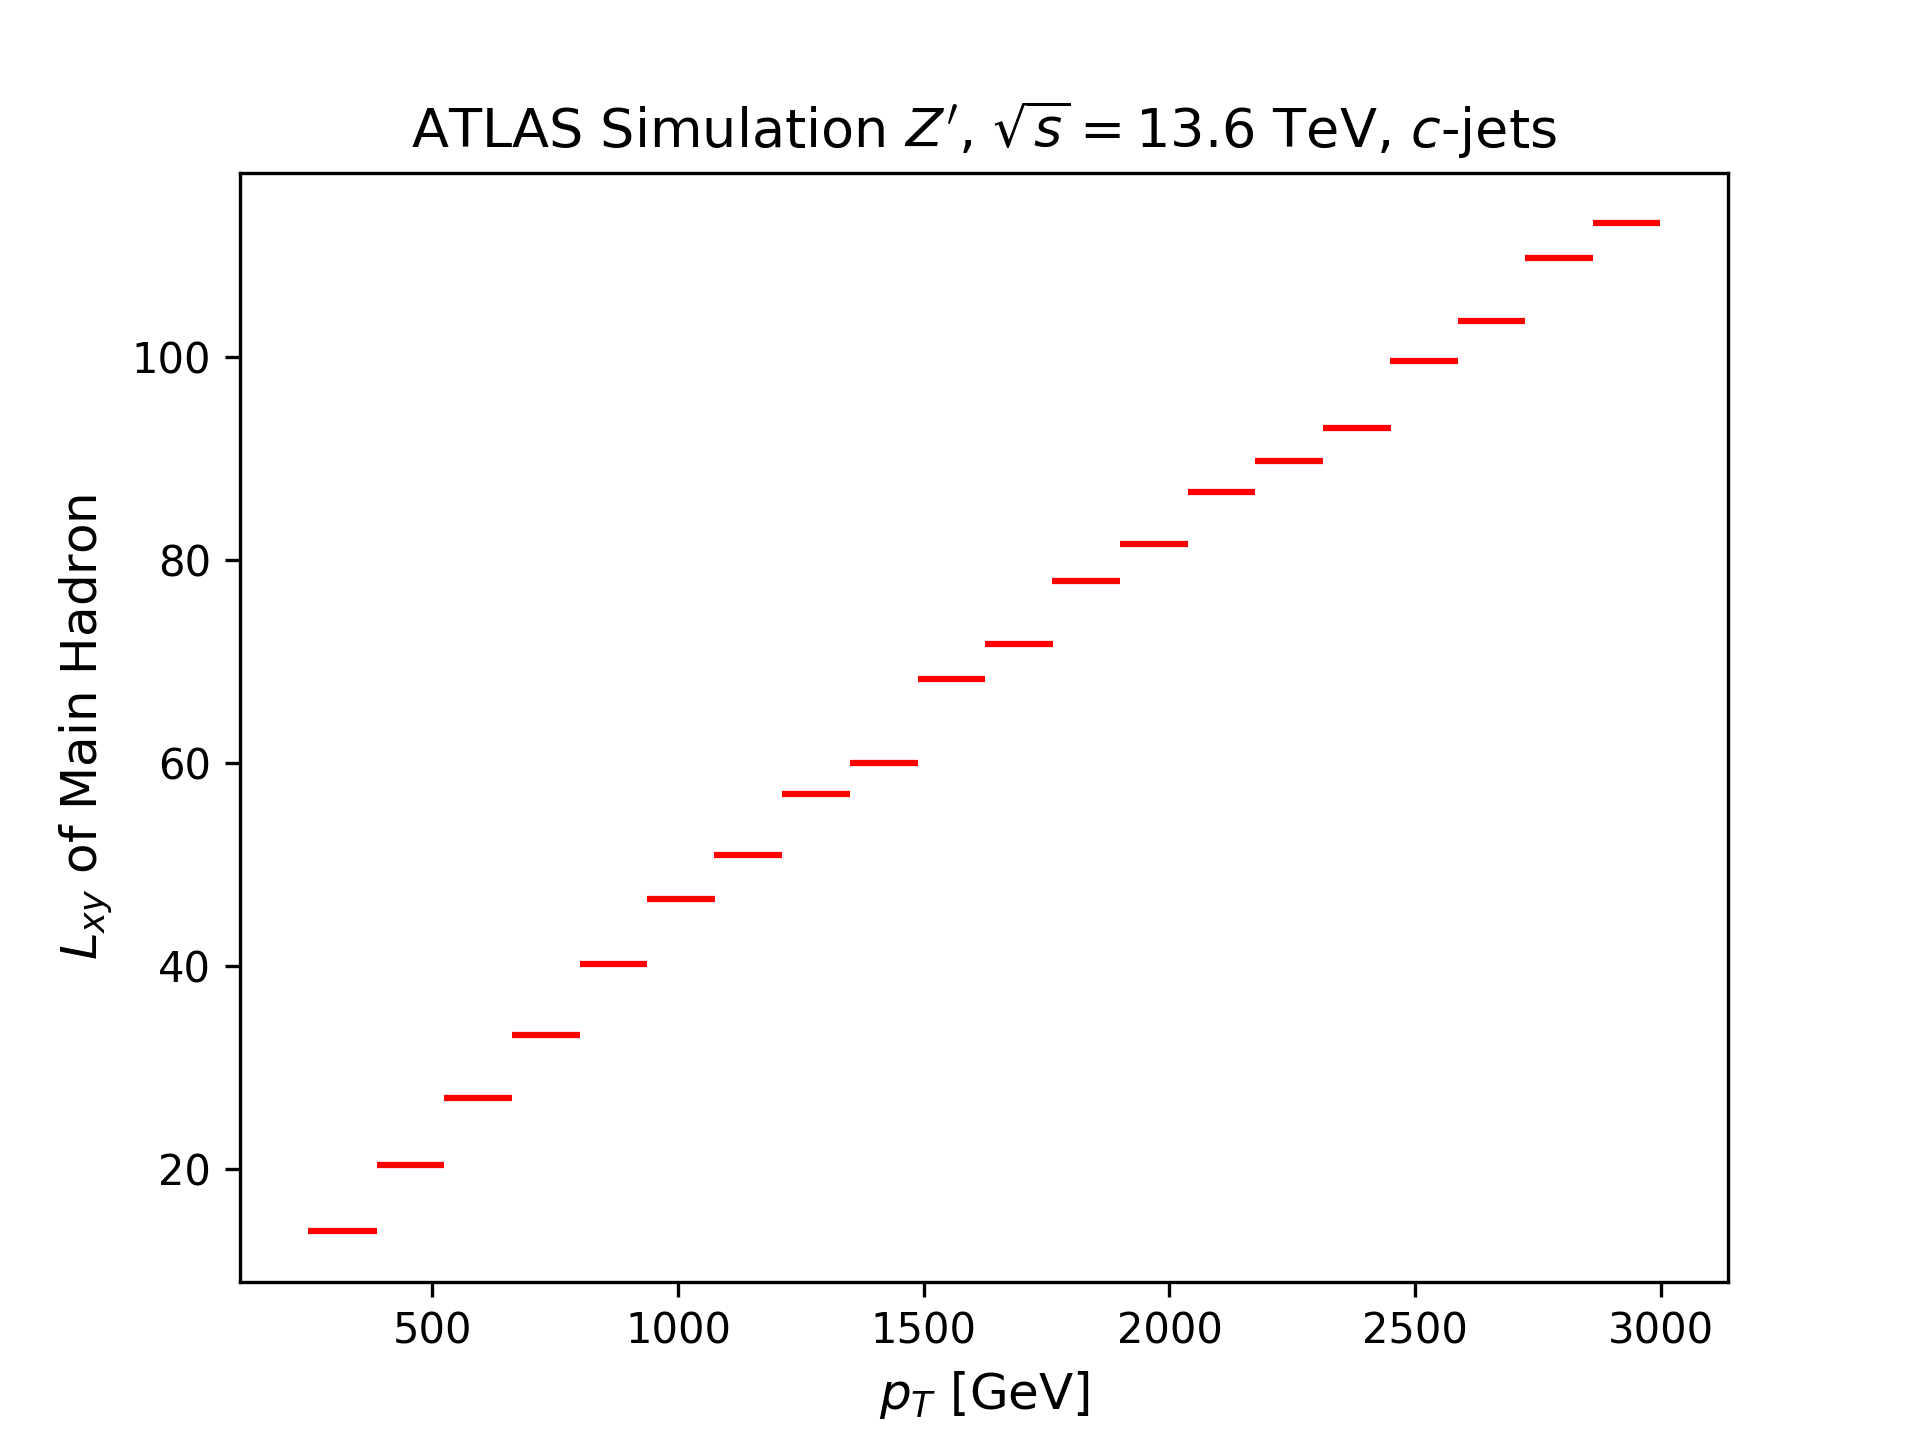 ATLAS Simulation Z′, √s = 13.6 TeV, c-jets
L_xy of Main Hadron
100
80
60
40
20
500 1000 1500 2000 2500 3000
p_T [GeV]